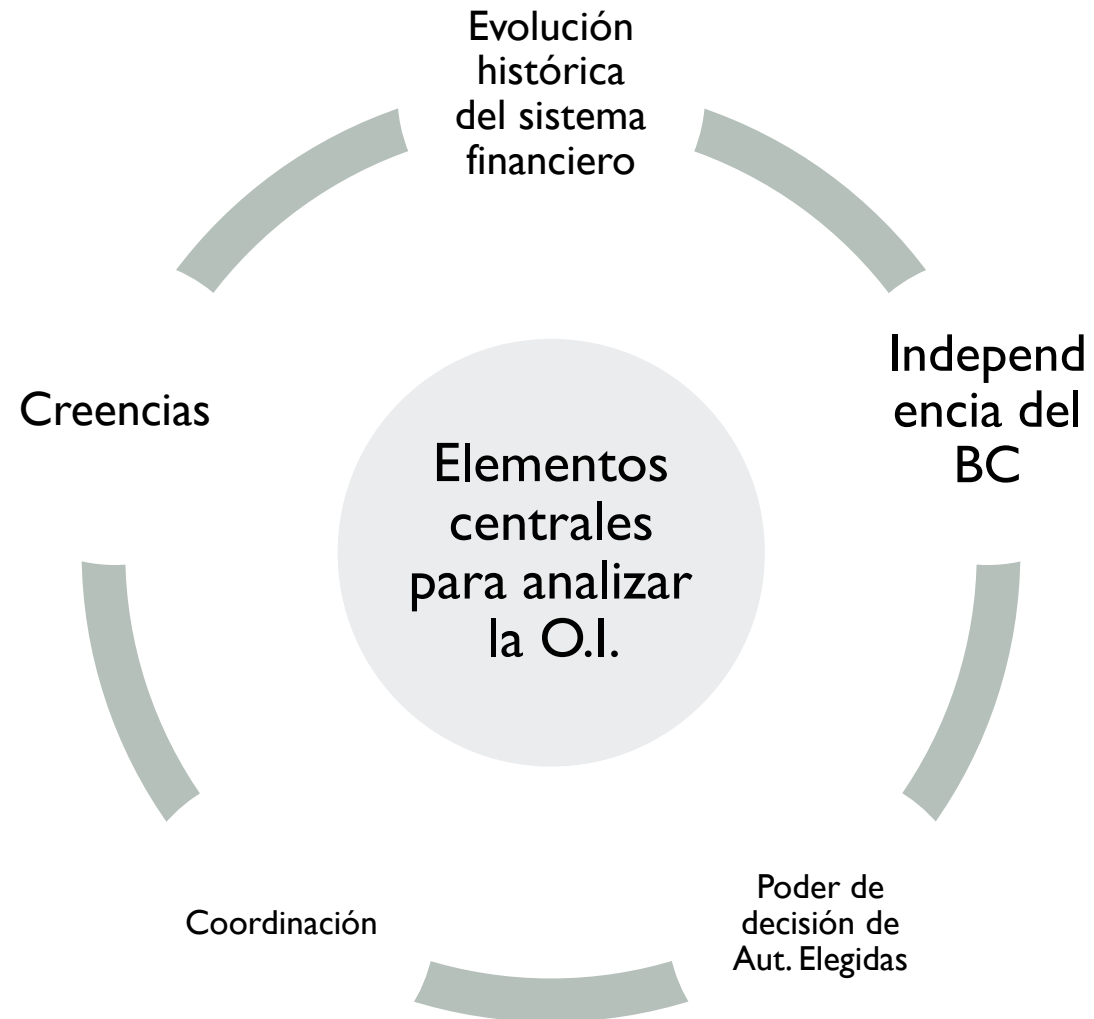 Evolución
histórica
del sistema
financiero
Independ
encia del
BC
Poder de
decisión de
Aut. Elegidas
Coordinación
Creencias
Elementos
centrales
para analizar
la O.I.